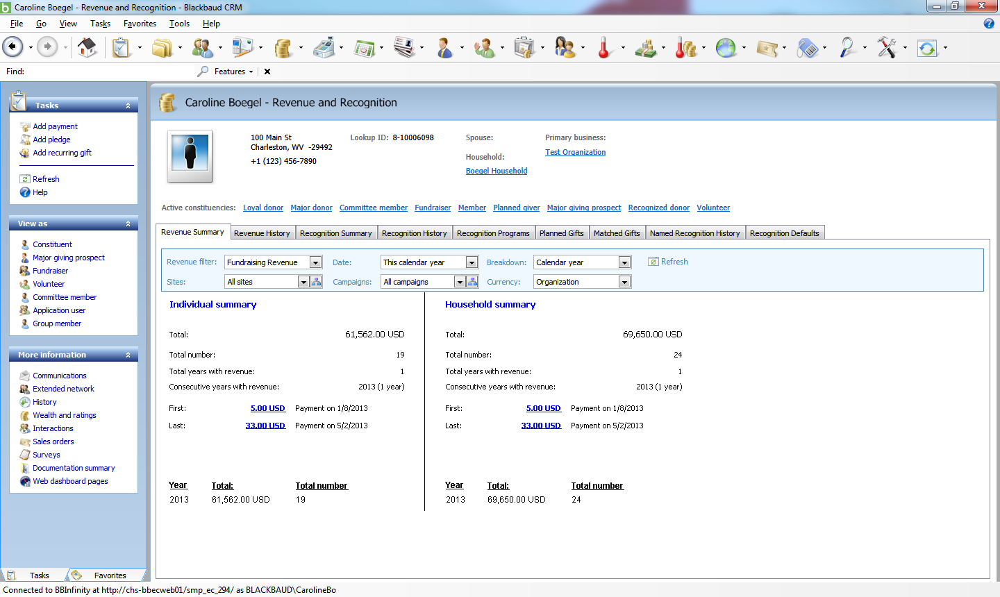 Caroline Boegel - Revenue and Recognition - Blackbaud CRM
File Go View Tasks Favorites Tools Help
Find: Features
Tasks
Add payment
Add pledge
Add recurring gift
Refresh
Help
View as
Constituent
Major giving prospect
Fundraiser
Volunteer
Committee member
Application user
Group member
More information
Communications
Extended network
History
Wealth and ratings
Interactions
Sales orders
Surveys
Documentation summary
Web dashboard pages
Tasks Favorites
Caroline Boegel - Revenue and Recognition
100 Main St
Charleston, WV -29492
+1 (123) 456-7890
Lookup ID: 8-10006098
Spouse:
Household:
Boegel Household
Primary business:
Test Organization
Active constituencies: Loyal donor Major donor Committee member Fundraiser Member Planned giver Major giving prospect Recognized donor Volunteer
Revenue Summary Revenue History Recognition Summary Recognition History Recognition Programs Planned Gifts Matched Gifts Named Recognition History Recognition Defaults
Revenue filter: Fundraising Revenue Date: This calendar year Breakdown: Calendar year Refresh
Sites: All sites Campaigns: All campaigns Currency: Organization
Individual summary
Total: 61,562.00 USD
Total number: 19
Total years with revenue: 1
Consecutive years with revenue: 2013 (1 year)
First: 5.00 USD Payment on 1/8/2013
Last: 33.00 USD Payment on 5/2/2013
Year Total: Total number
2013 61,562.00 USD 19
Household summary
Total: 69,650.00 USD
Total number: 24
Total years with revenue: 1
Consecutive years with revenue: 2013 (1 year)
First: 5.00 USD Payment on 1/8/2013
Last: 33.00 USD Payment on 5/2/2013
Year Total: Total number
2013 69,650.00 USD 24
Connected to BBInfinity at http://chs-bbecweb01/smp_ec_294/ as BLACKBAUD\CarolineBo